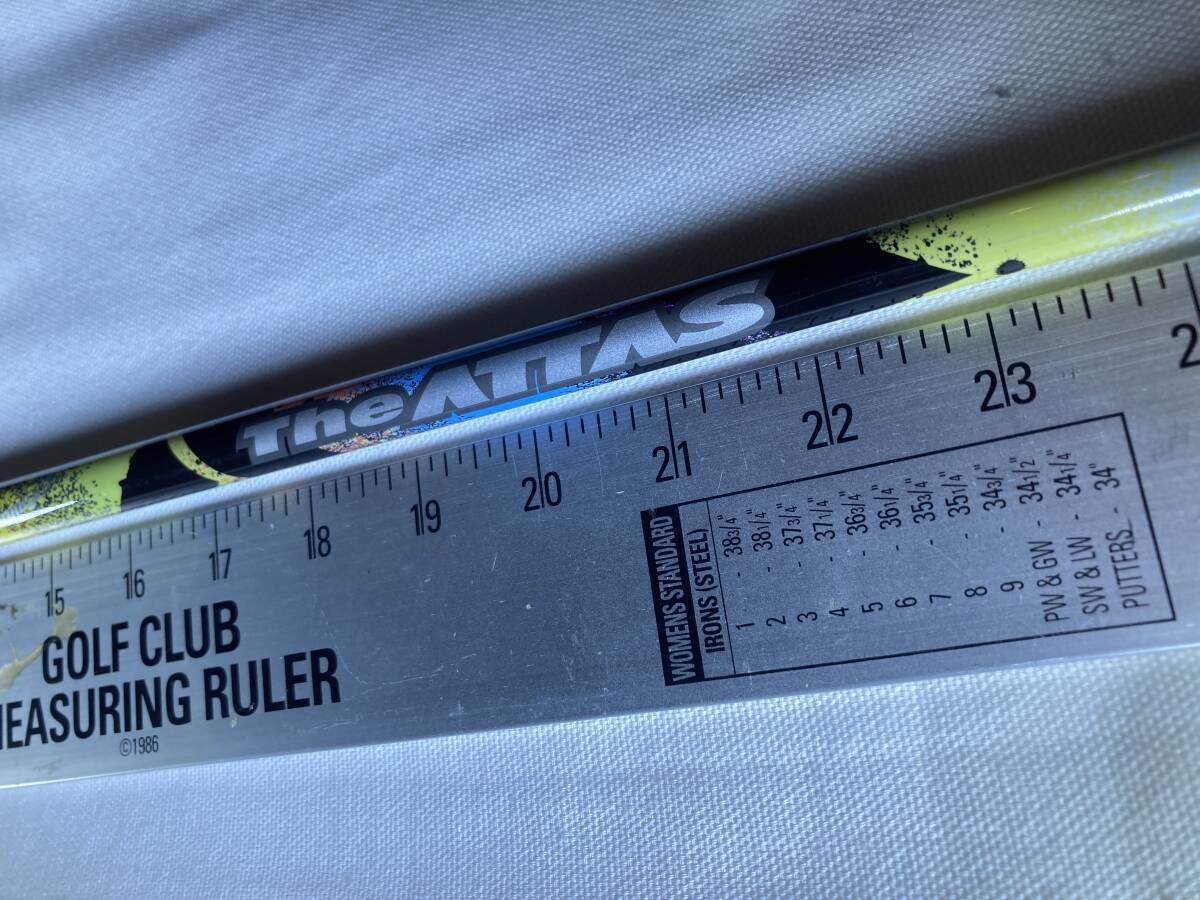 The ATTAS
15 16 17 18 19 20 21 22 23
GOLF CLUB
MEASURING RULER
©1986
WOMENS STANDARD
IRONS (STEEL)
1 - 38 3/4"
2 - 38 1/4"
3 - 37 3/4"
4 - 37 1/4"
5 - 36 3/4"
6 - 36 1/4"
7 - 35 3/4"
8 - 35 1/4"
9 - 34 3/4"
PW & GW - 34 1/2"
SW & LW - 34 1/4"
PUTTERS - 34"